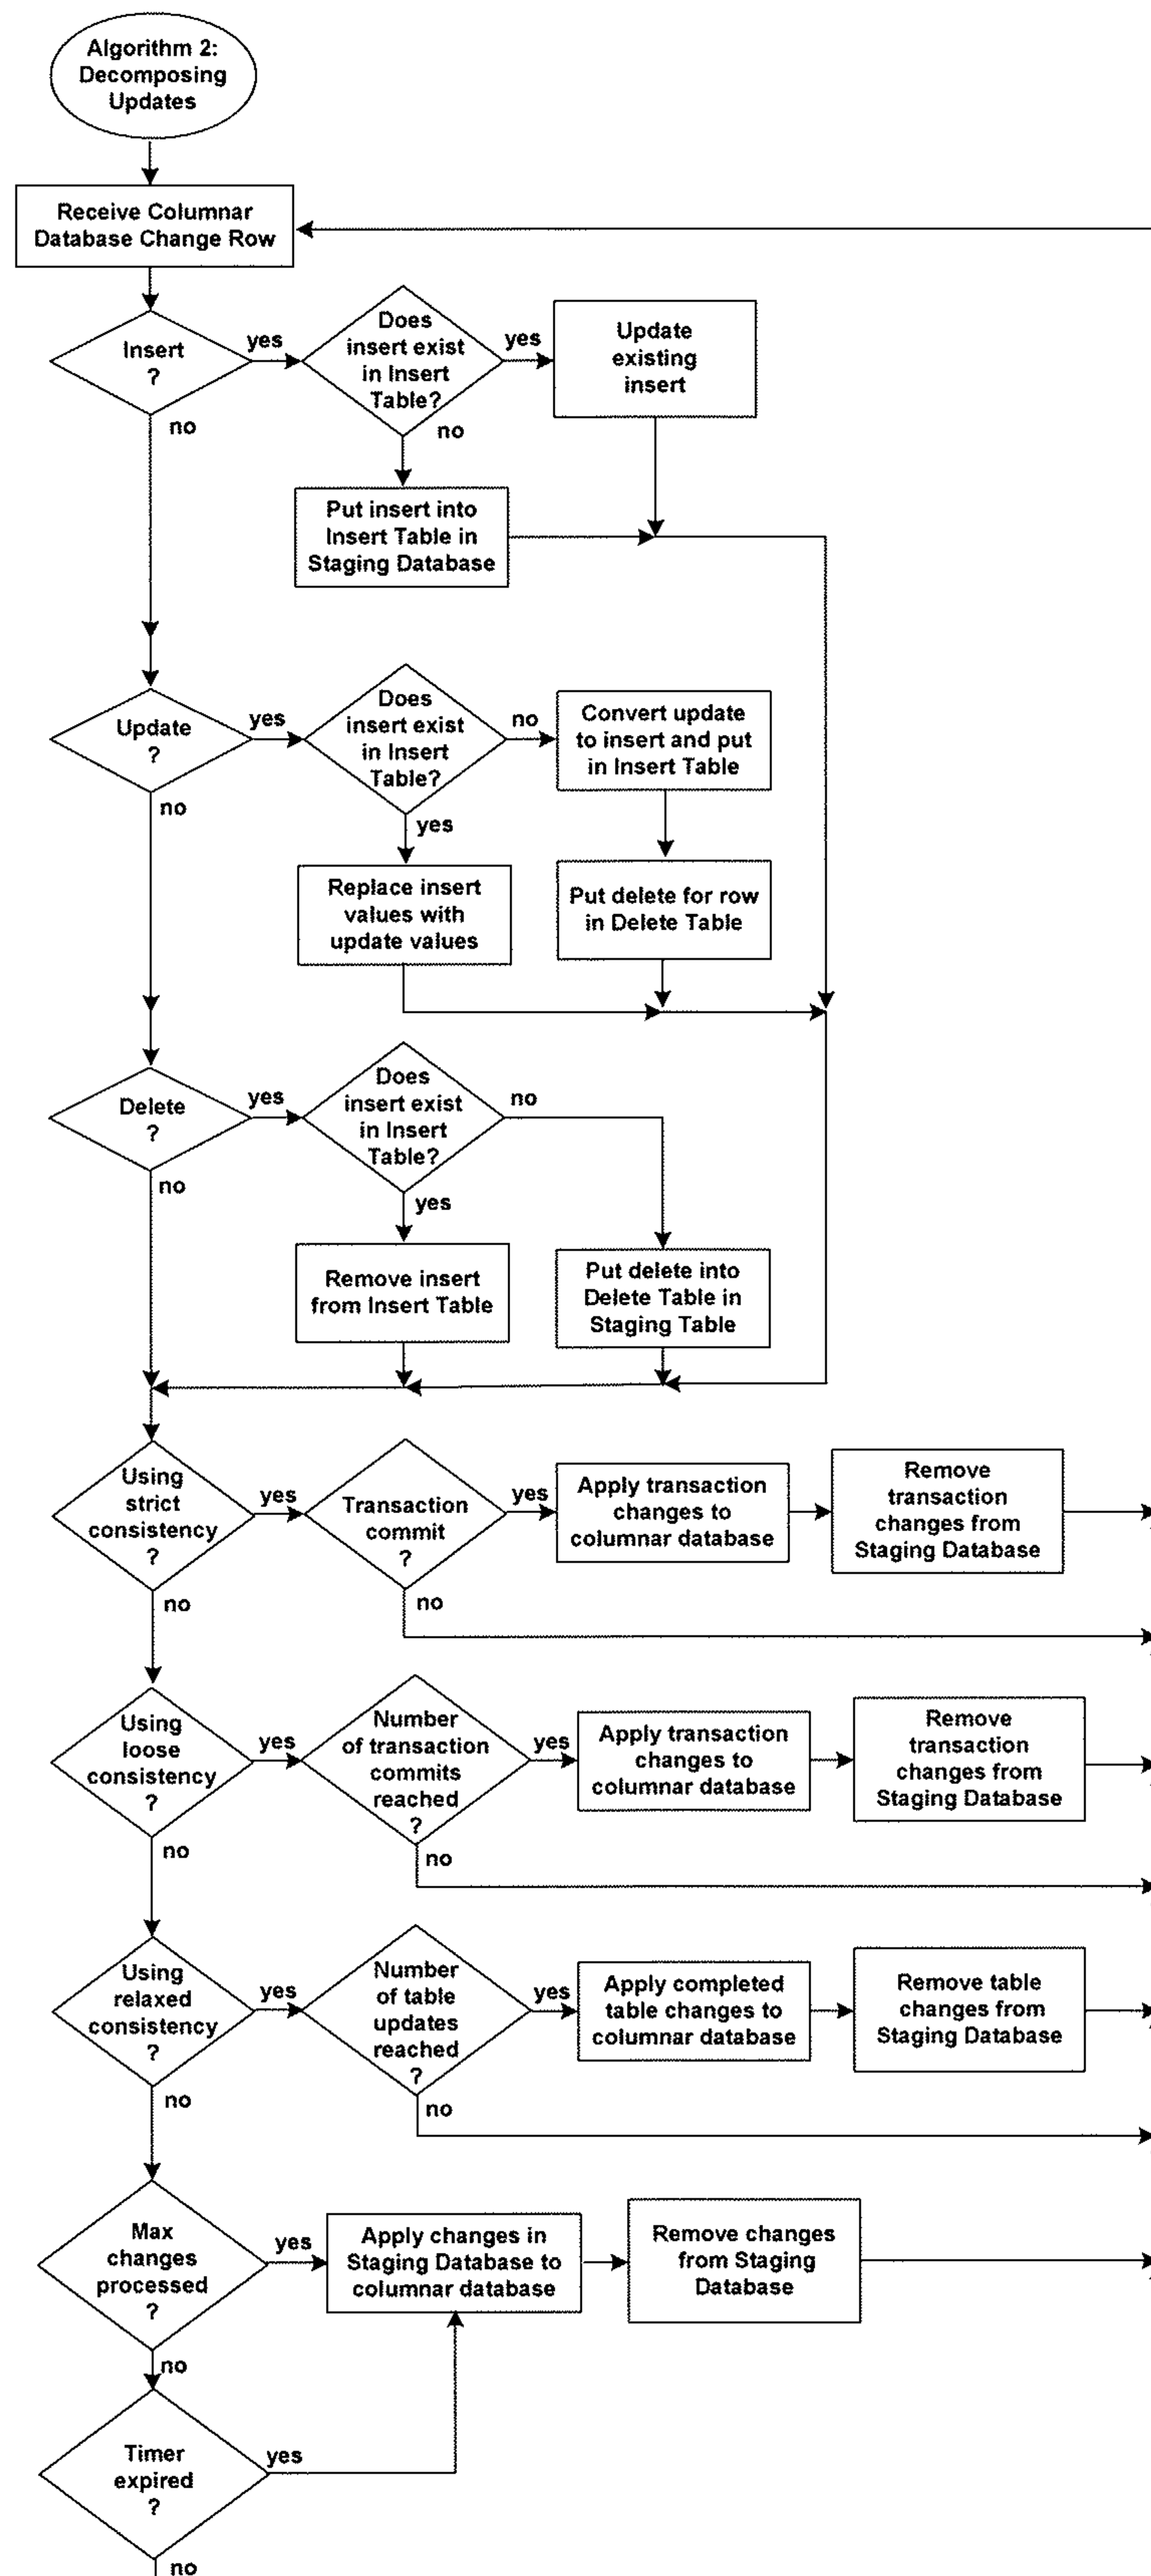 Algorithm 2:
Decomposing
Updates
Receive Columnar
Database Change Row
Insert
?
yes
no
Does
insert exist
in Insert
Table?
yes
no
Update
existing
insert
Put insert into
Insert Table in
Staging Database
Update
?
yes
no
Does
insert exist
in Insert
Table?
no
yes
Convert update
to insert and put
in Insert Table
Replace insert
values with
update values
Put delete for row
in Delete Table
Delete
?
yes
no
Does
insert exist
in Insert
Table?
no
yes
Remove insert
from Insert Table
Put delete into
Delete Table in
Staging Table
Using
strict
consistency
?
yes
no
Transaction
commit
?
yes
no
Apply transaction
changes to
columnar database
Remove
transaction
changes from
Staging Database
Using
loose
consistency
?
yes
no
Number
of transaction
commits
reached
?
yes
no
Apply transaction
changes to
columnar database
Remove
transaction
changes from
Staging Database
Using
relaxed
consistency
?
yes
no
Number
of table
updates
reached
?
yes
no
Apply completed
table changes to
columnar database
Remove table
changes from
Staging Database
Max
changes
processed
?
yes
no
Apply changes in
Staging Database to
columnar database
Remove changes
from Staging
Database
Timer
expired
?
yes
no